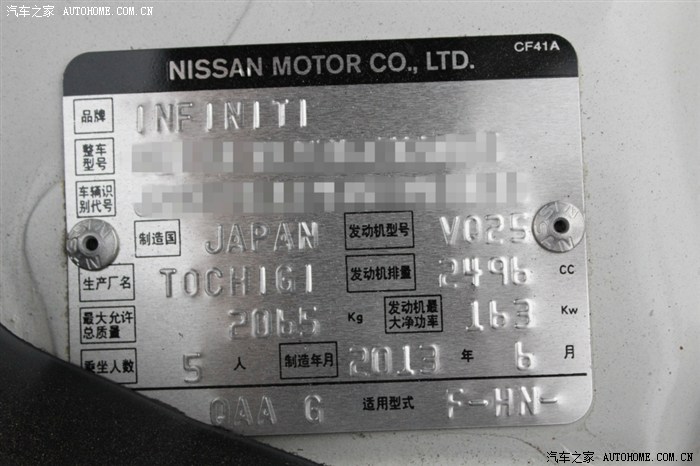 汽车之家 AUTOHOME.COM.CN
CF41A
NISSAN MOTOR CO., LTD.
品牌 INFINITI
整车型号
车辆识别代号
制造国 JAPAN 发动机型号 VQ25
生产厂名 TOCHIGI 发动机排量 2496 CC
最大允许总质量 2065 Kg 发动机最大净功率 163 Kw
乘坐人数 5 人 制造年月 2013 年 6 月
QAA G 适用型式 F-HN-
汽车之家 AUTOHOME.COM.CN